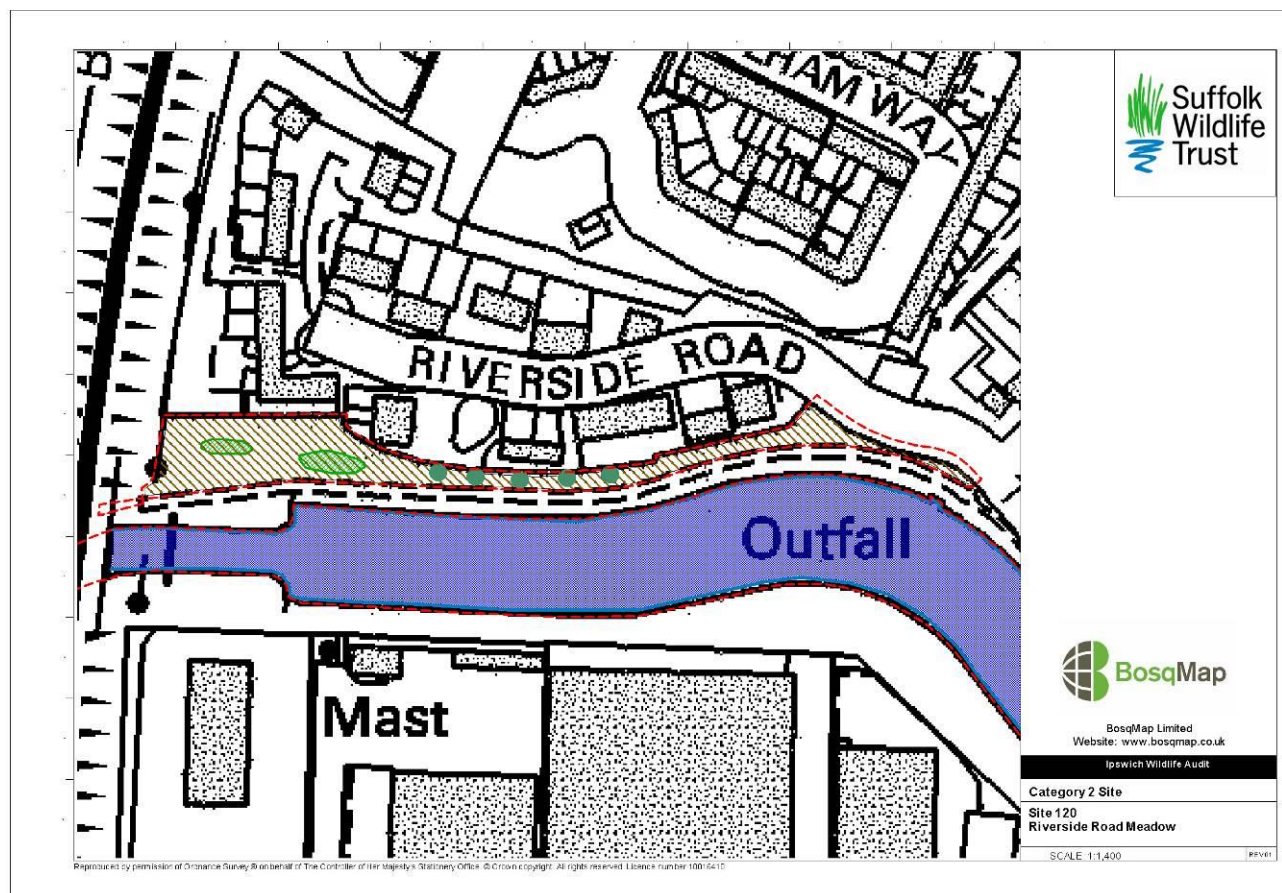 HAM WAY
RIVERSIDE ROAD
Outfall
Mast
Suffolk
Wildlife
Trust
BosqMap
BosqMap Limited
Website: www.bosqmap.co.uk
Ipswich Wildlife Audit
Category 2 Site
Site 120
Riverside Road Meadow
SCALE 1:1,400
REV01
Reproduced by permission of Ordnance Survey ® on behalf of The Controller of Her Majesty's Stationery Office. © Crown copyright. All rights reserved. Licence number 10016410